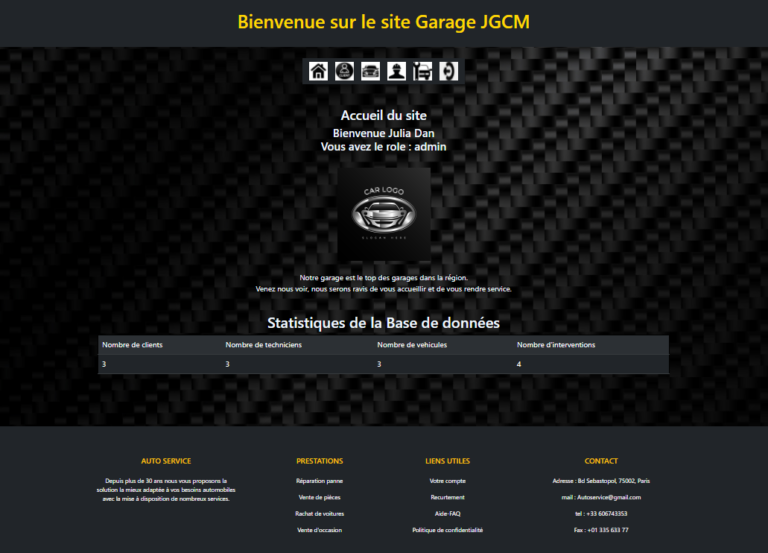 Bienvenue sur le site Garage JGCM
Accueil du site
Bienvenue Julia Dan
Vous avez le role : admin
CAR LOGO
Notre garage est le top des garages dans la région.
Venez nous voir, nous serons ravis de vous accueillir et de vous rendre service.
Statistiques de la Base de données
Nombre de clients Nombre de techniciens Nombre de vehicules Nombre d'interventions
3 3 3 4
AUTO SERVICE
Depuis plus de 30 ans nous vous proposons la
solution la mieux adaptée à vos besoins automobiles
avec la mise à disposition de nombreux services.
PRESTATIONS
Réparation panne
Vente de pièces
Rachat de voitures
Vente d'occasion
LIENS UTILES
Votre compte
Recurtement
Aide-FAQ
Politique de confidentialité
CONTACT
Adresse : Bd Sebastopol, 75002, Paris
mail : Autoservice@gmail.com
tel : +33 606743353
Fax : +01 335 633 77